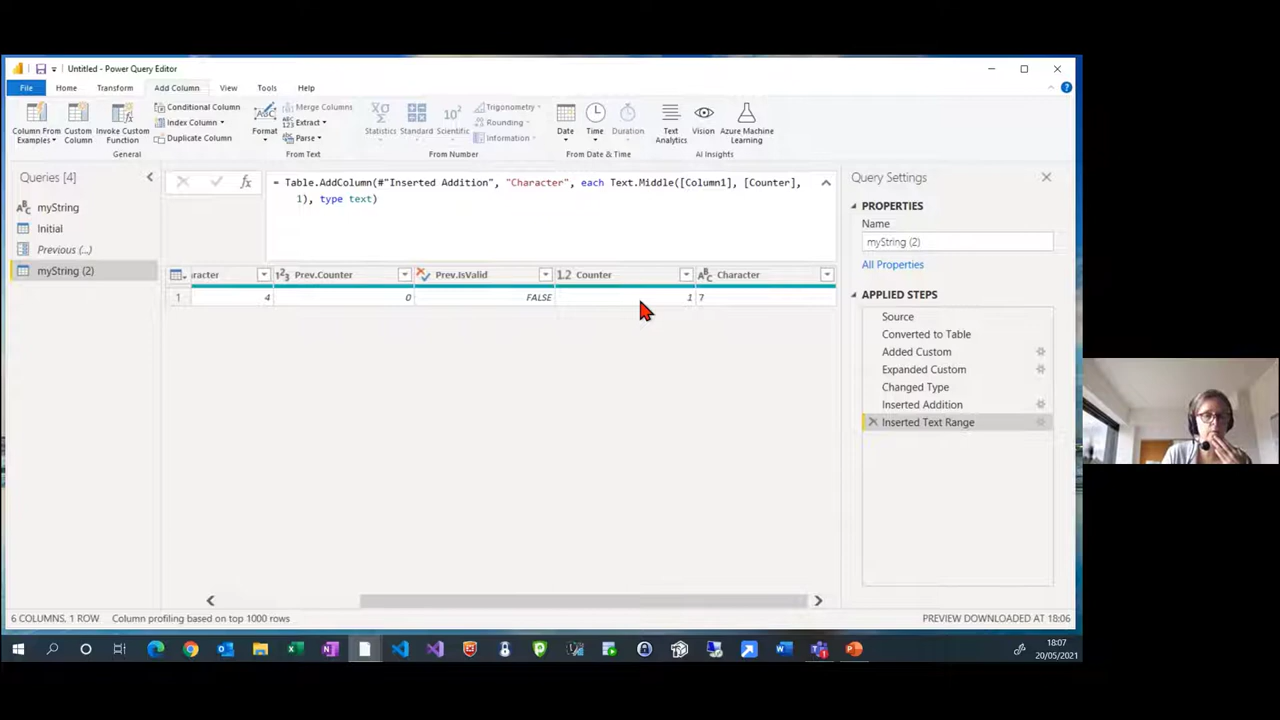 Untitled - Power Query Editor
File Home Transform Add Column View Tools Help
Column From Examples
Custom Column
Invoke Custom Function
Conditional Column
Index Column
Duplicate Column
General
Format
Merge Columns
Extract
Parse
From Text
Statistics
Standard
10²
Scientific
Trigonometry
Rounding
Information
From Number
Date
Time
Duration
From Date & Time
Text Analytics
Vision
Azure Machine Learning
AI Insights
Queries [4]
ABC myString
Initial
Previous (...)
myString (2)
fx
= Table.AddColumn(#"Inserted Addition", "Character", each Text.Middle([Column1], [Counter],
1), type text)
aracter 123 Prev.Counter Prev.IsValid 1.2 Counter ABC Character
1 4 0 FALSE 1 7
Query Settings
PROPERTIES
Name
myString (2)
All Properties
APPLIED STEPS
Source
Converted to Table
Added Custom
Expanded Custom
Changed Type
Inserted Addition
Inserted Text Range
6 COLUMNS, 1 ROW Column profiling based on top 1000 rows PREVIEW DOWNLOADED AT 18:06
18:07
20/05/2021